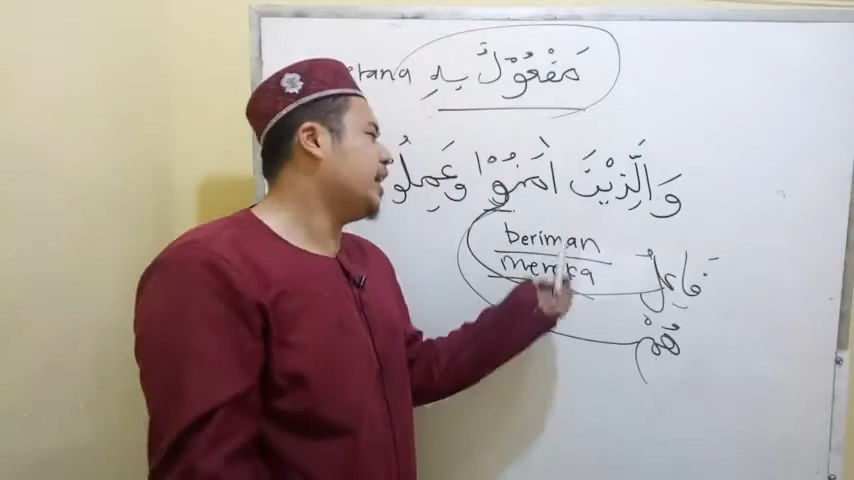 مَفْعُوْلٌ بِهِ
وَالَّذِيْنَ اٰمَنُوْا
beriman
mereka
فَاعِلٌ
هُمْ